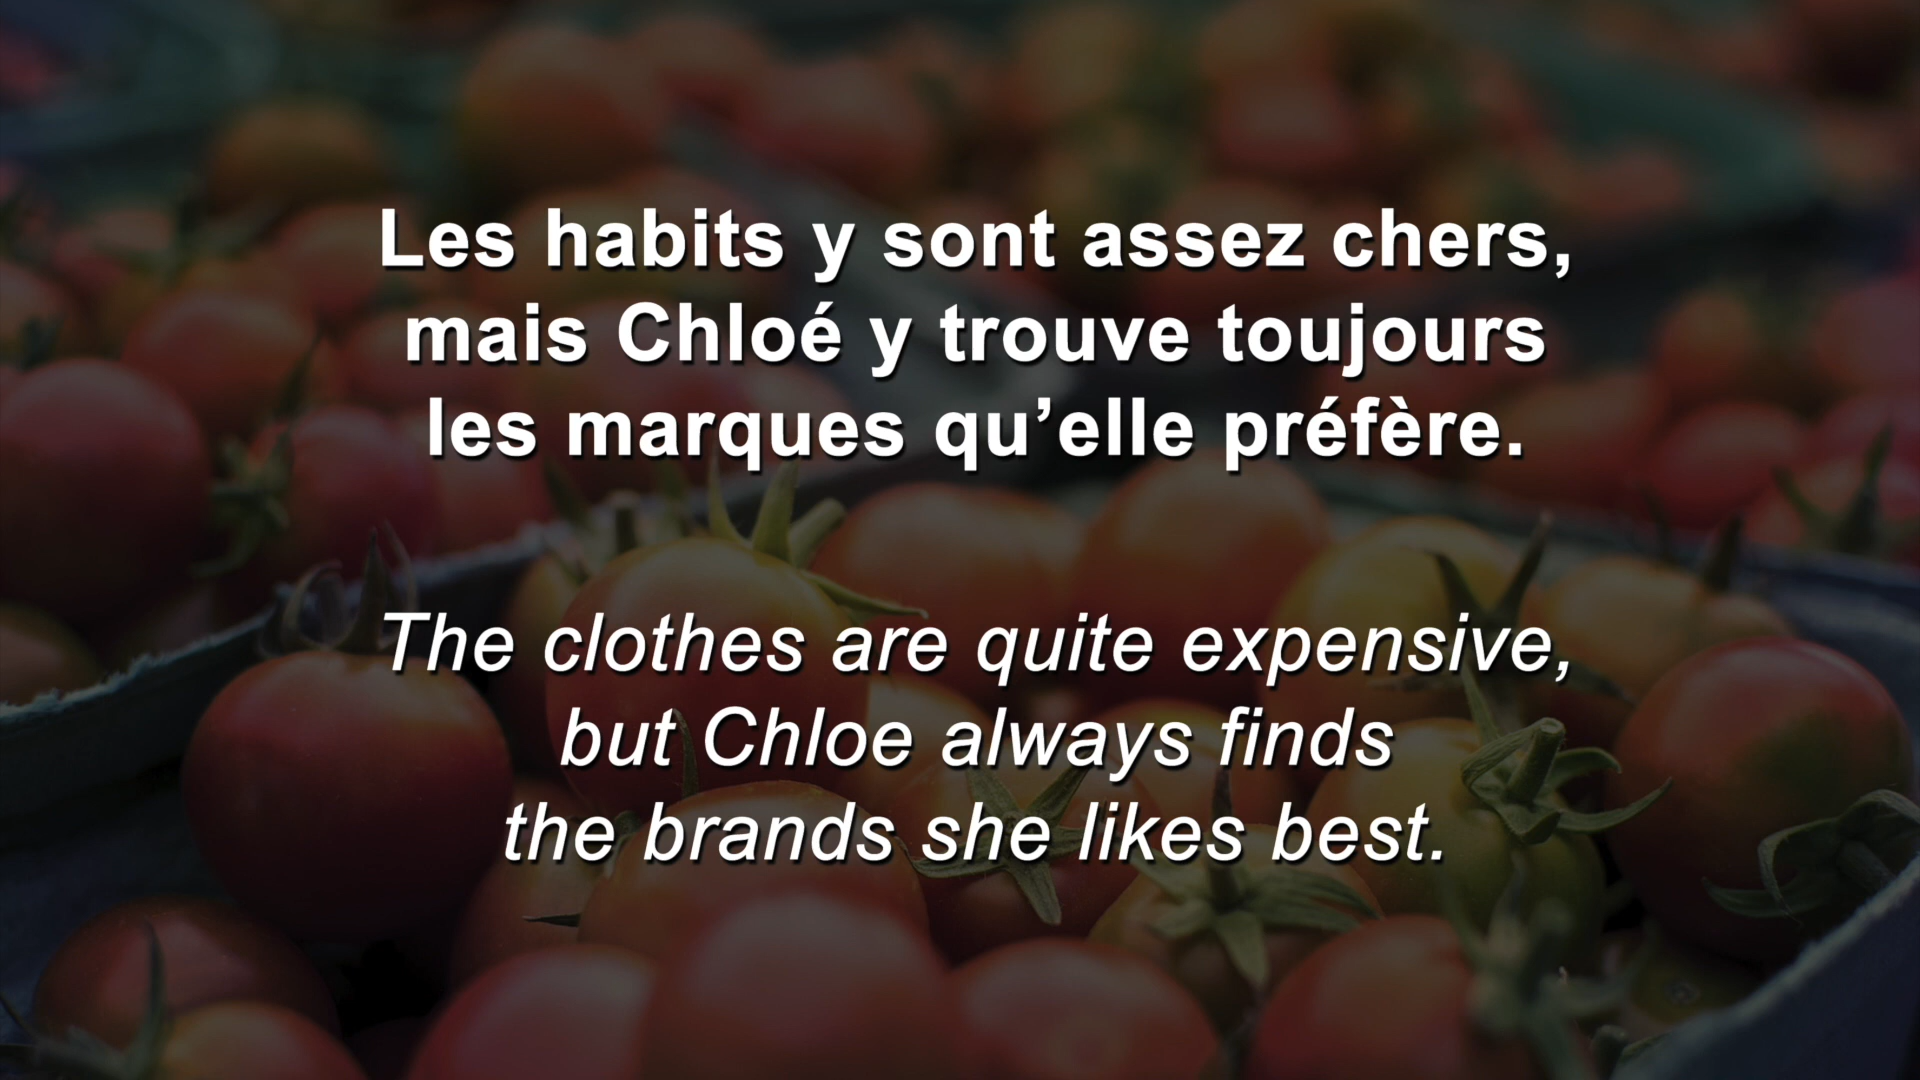 Les habits y sont assez chers,
mais Chloé y trouve toujours
les marques qu’elle préfère.
The clothes are quite expensive,
but Chloe always finds
the brands she likes best.